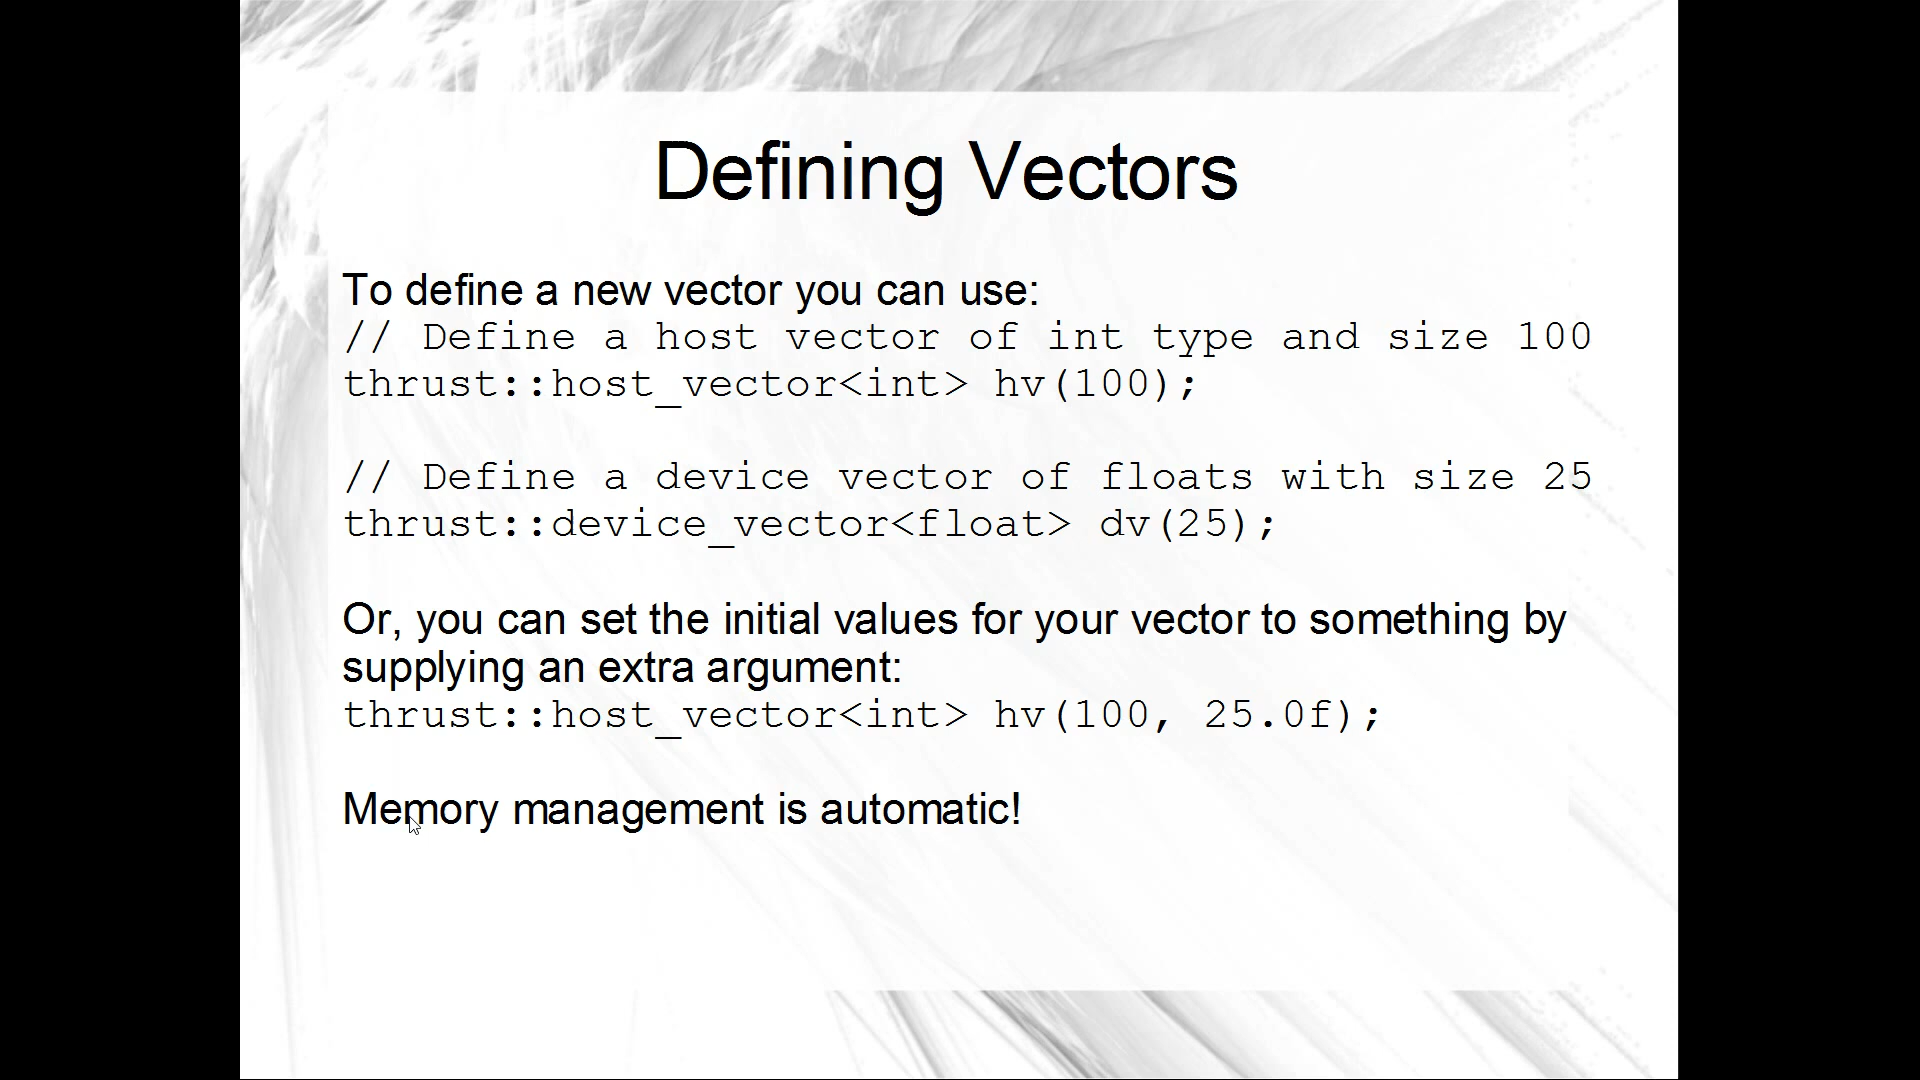 Defining Vectors
To define a new vector you can use:
// Define a host vector of int type and size 100
thrust::host_vector<int> hv(100);
// Define a device vector of floats with size 25
thrust::device_vector<float> dv(25);
Or, you can set the initial values for your vector to something by
supplying an extra argument:
thrust::host_vector<int> hv(100, 25.0f);
Memory management is automatic!